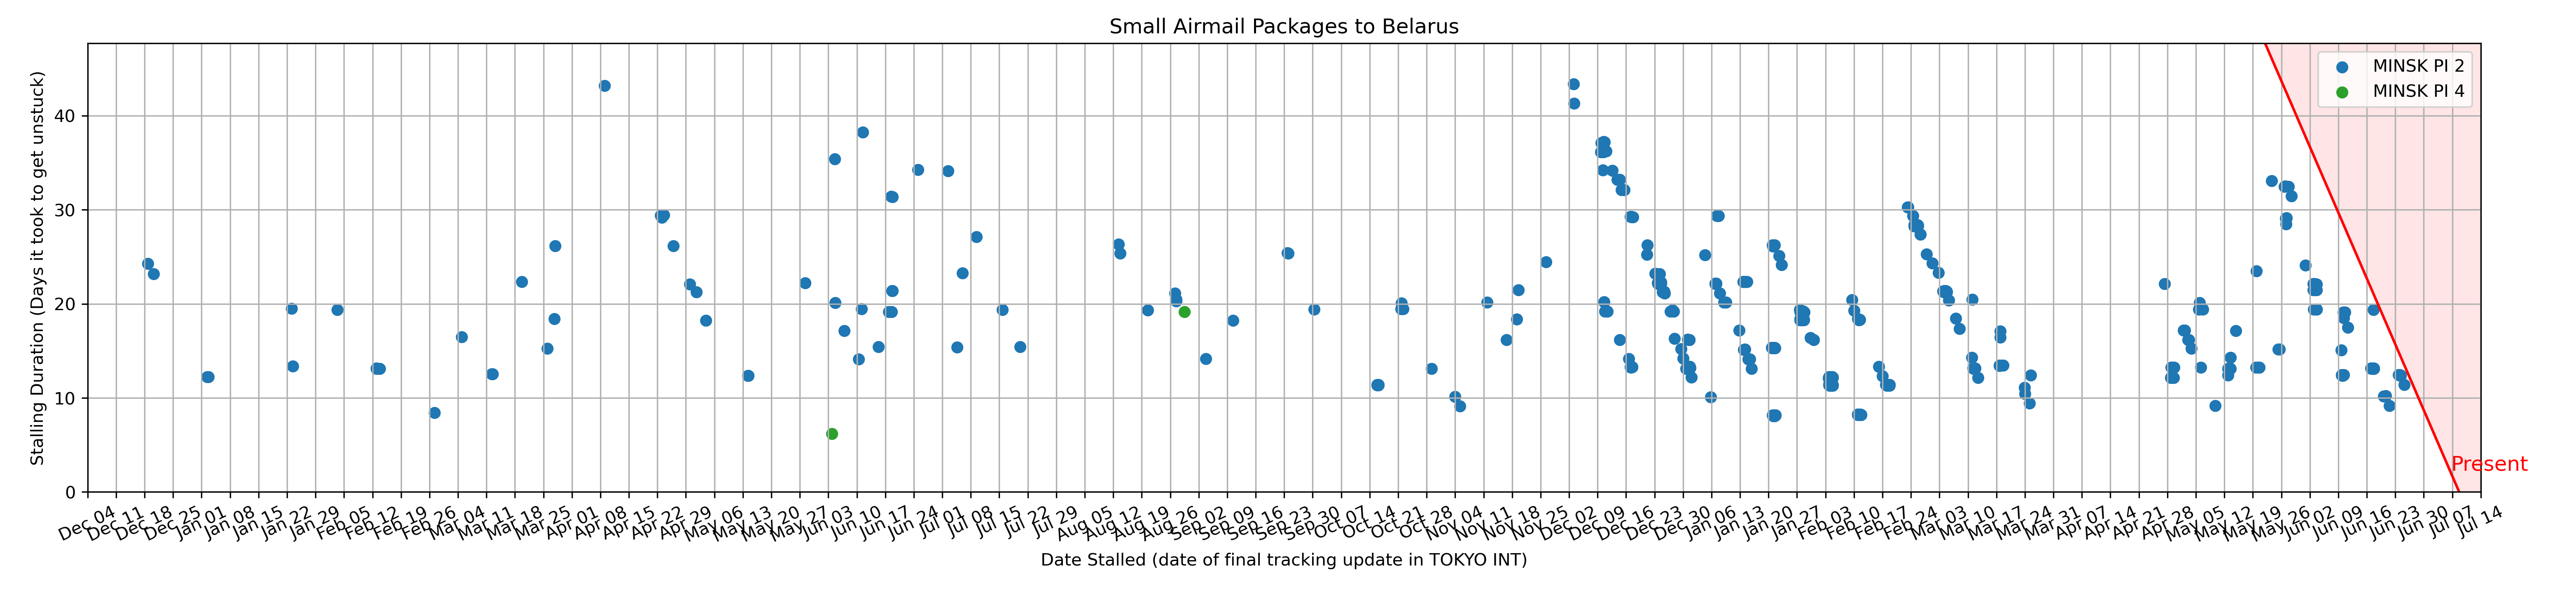 Small Airmail Packages to Belarus
Stalling Duration (Days it took to get unstuck)
40
30
20
10
0
MINSK PI 2
MINSK PI 4
Present
Dec 04 Dec 11 Dec 18 Dec 25 Jan 01 Jan 08 Jan 15 Jan 22 Jan 29 Feb 05 Feb 12 Feb 19 Feb 26 Mar 04 Mar 11 Mar 18 Mar 25 Apr 01 Apr 08 Apr 15 Apr 22 Apr 29 May 06 May 13 May 20 May 27 Jun 03 Jun 10 Jun 17 Jun 24 Jul 01 Jul 08 Jul 15 Jul 22 Jul 29 Aug 05 Aug 12 Aug 19 Aug 26 Sep 02 Sep 09 Sep 16 Sep 23 Sep 30 Oct 07 Oct 14 Oct 21 Oct 28 Nov 04 Nov 11 Nov 18 Nov 25 Dec 02 Dec 09 Dec 16 Dec 23 Dec 30 Jan 06 Jan 13 Jan 20 Jan 27 Feb 03 Feb 10 Feb 17 Feb 24 Mar 03 Mar 10 Mar 17 Mar 24 Mar 31 Apr 07 Apr 14 Apr 21 Apr 28 May 05 May 12 May 19 May 26 Jun 02 Jun 09 Jun 16 Jun 23 Jun 30 Jul 07 Jul 14
Date Stalled (date of final tracking update in TOKYO INT)